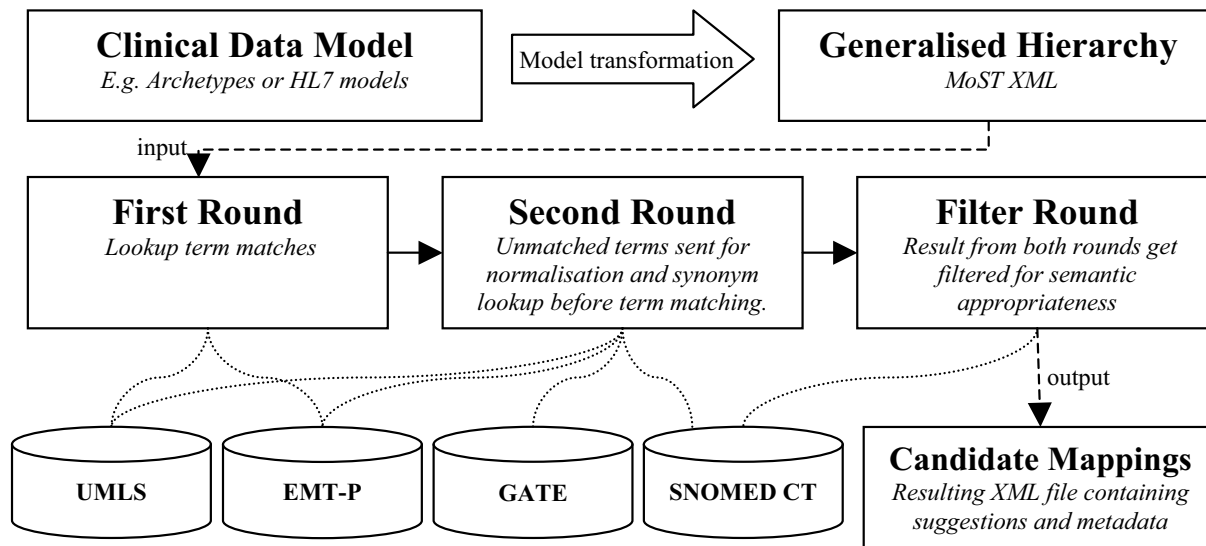 Clinical Data Model
E.g. Archetypes or HL7 models
Model transformation
Generalised Hierarchy
MoST XML
input
First Round
Lookup term matches
Second Round
Unmatched terms sent for
normalisation and synonym
lookup before term matching.
Filter Round
Result from both rounds get
filtered for semantic
appropriateness
output
UMLS
EMT-P
GATE
SNOMED CT
Candidate Mappings
Resulting XML file containing
suggestions and metadata